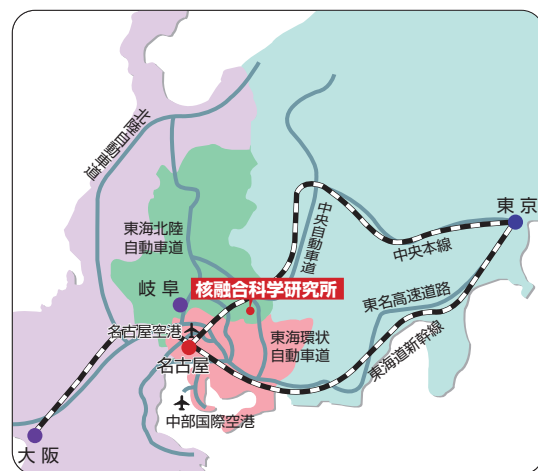 北陸自動車道
東海北陸
自動車道
中央自動車道
東京
中央本線
岐阜
核融合科学研究所
東名高速道路
名古屋空港
東海環状
自動車道
東海道新幹線
名古屋
中部国際空港
大阪